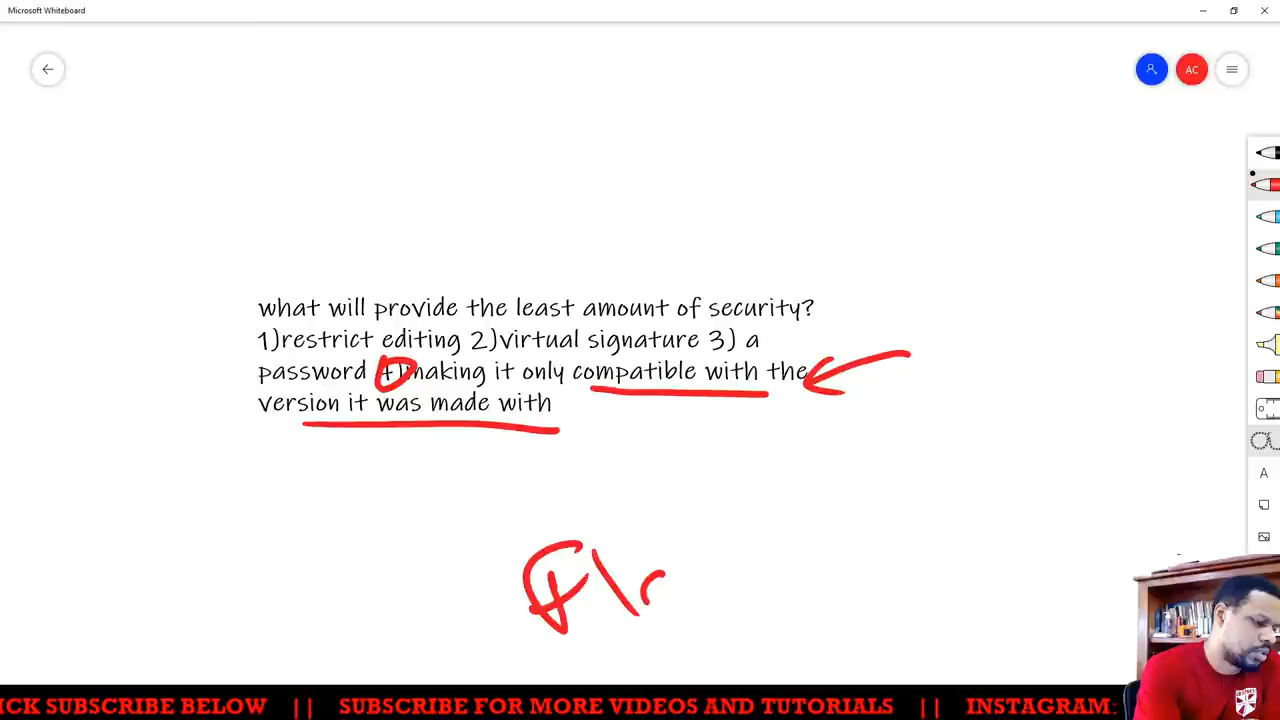 Microsoft Whiteboard
AC
what will provide the least amount of security?
1)restrict editing 2)virtual signature 3) a
password 4)making it only compatible with the
version it was made with
A
ICK SUBSCRIBE BELOW || SUBSCRIBE FOR MORE VIDEOS AND TUTORIALS || INSTAGRAM: